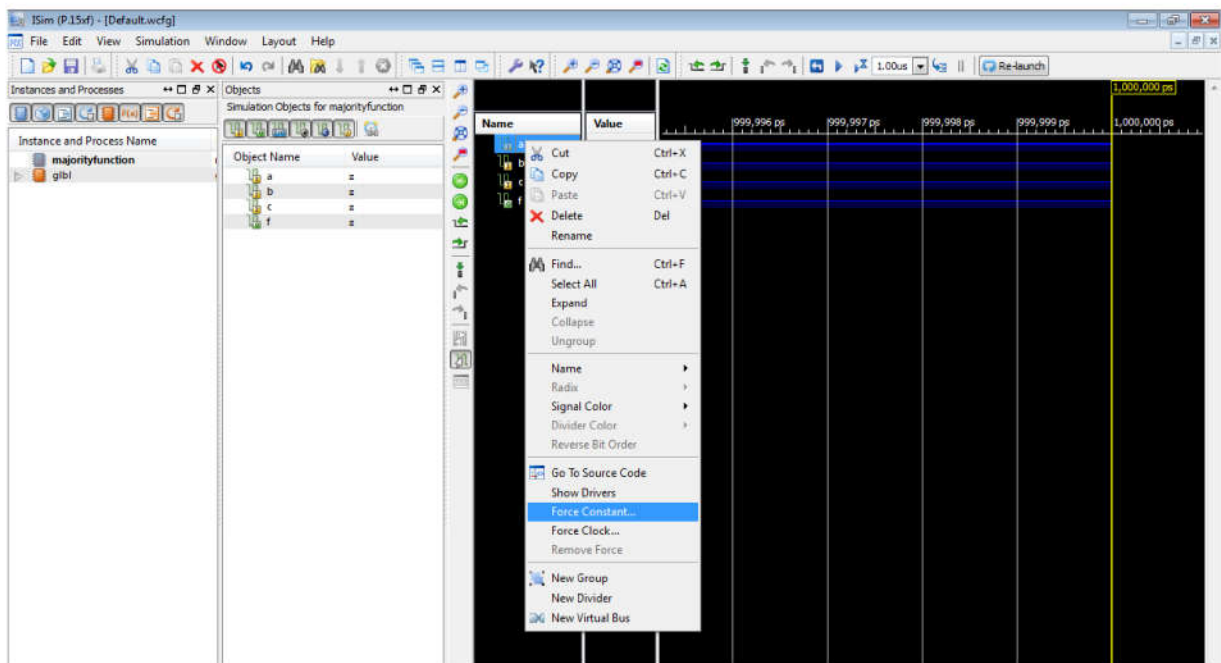 ISim (P.15xf) - [Default.wcfg]
File Edit View Simulation Window Layout Help
1.00us Re-launch
Instances and Processes
Instance and Process Name
majorityfunction
glbl
Objects
Simulation Objects for majorityfunction
Object Name Value
a z
b z
c z
f z
Name Value
a
b
c
f
1,000,000 ps
999,996 ps 999,997 ps 999,998 ps 999,999 ps 1,000,000 ps
Cut Ctrl+X
Copy Ctrl+C
Paste Ctrl+V
Delete Del
Rename
Find... Ctrl+F
Select All Ctrl+A
Expand
Collapse
Ungroup
Name
Radix
Signal Color
Divider Color
Reverse Bit Order
Go To Source Code
Show Drivers
Force Constant...
Force Clock...
Remove Force
New Group
New Divider
New Virtual Bus